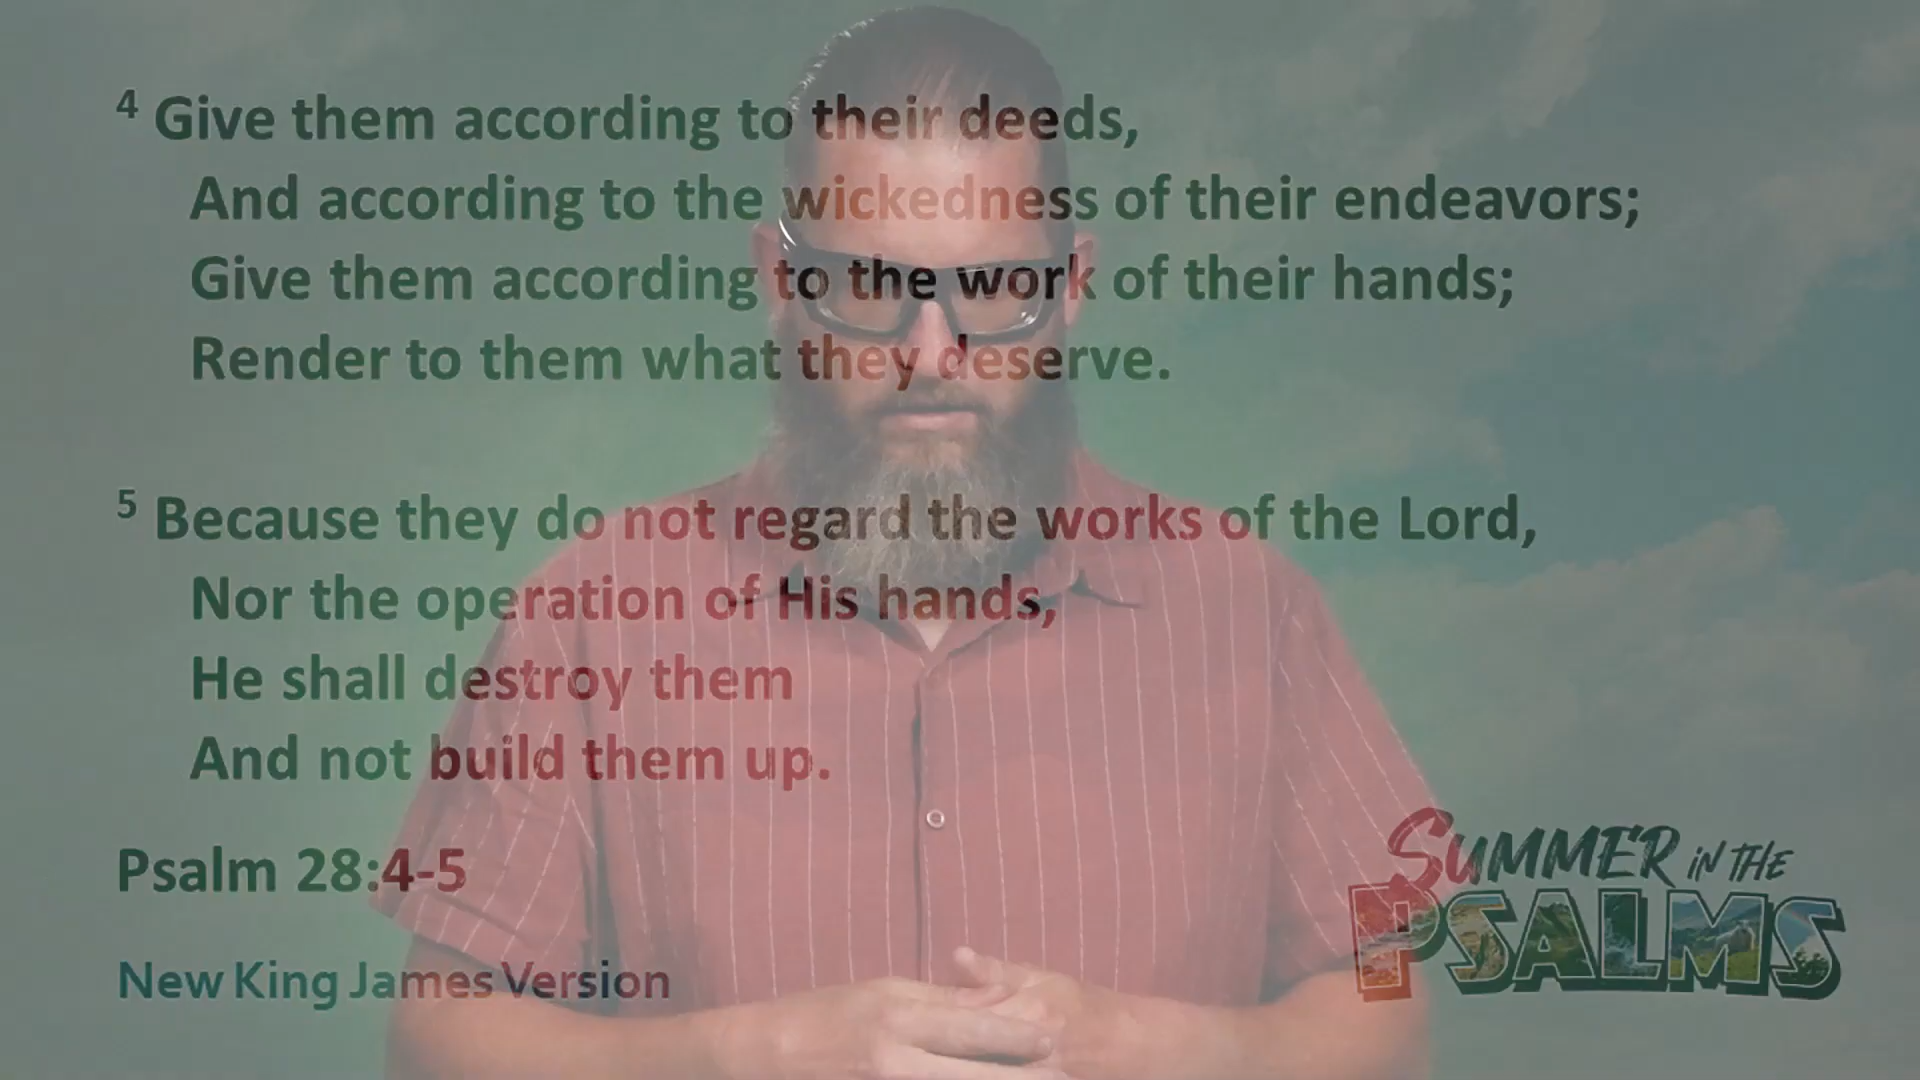 4 Give them according to their deeds,
And according to the wickedness of their endeavors;
Give them according to the work of their hands;
Render to them what they deserve.
5 Because they do not regard the works of the Lord,
Nor the operation of His hands,
He shall destroy them
And not build them up.
Psalm 28:4-5
New King James Version
SUMMER IN THE
PSALMS